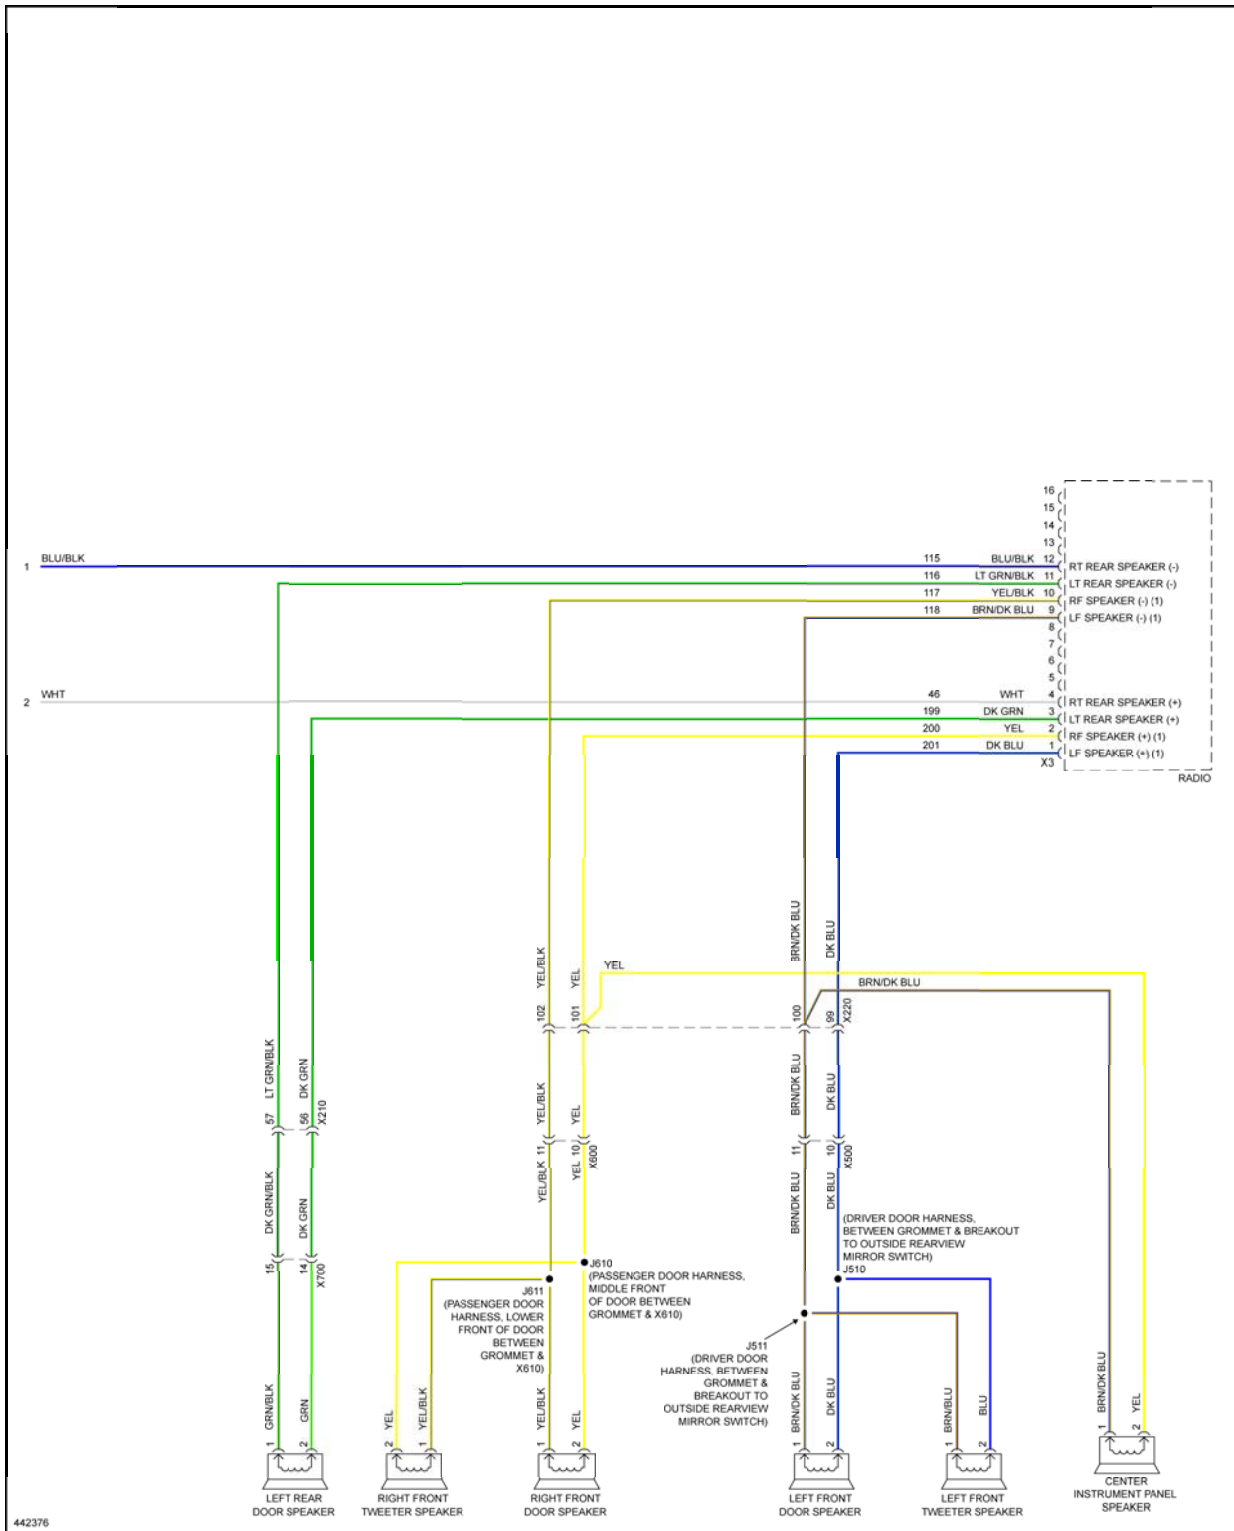 16
15
14
13
1 BLU/BLK 115 BLU/BLK 12 RT REAR SPEAKER (-)
116 LT GRN/BLK 11 LT REAR SPEAKER (-)
117 YEL/BLK 10 RF SPEAKER (-) (1)
118 BRN/DK BLU 9 LF SPEAKER (-) (1)
8
7
6
5
2 WHT 46 WHT 4 RT REAR SPEAKER (+)
199 DK GRN 3 LT REAR SPEAKER (+)
200 YEL 2 RF SPEAKER (+) (1)
201 DK BLU 1 LF SPEAKER (+) (1)
X3
RADIO
YEL/BLK
YEL
BRN/DK BLU
DK BLU
YEL
BRN/DK BLU
102
101
100
99
X220
LT GRN/BLK
DK GRN
YEL/BLK
YEL
BRN/DK BLU
DK BLU
57
56
X210
11
10
X600
11
10
X500
DK GRN/BLK
DK GRN
YEL/BLK
YEL
BRN/DK BLU
DK BLU
15
14
X700
J610
(PASSENGER DOOR HARNESS,
MIDDLE FRONT
OF DOOR BETWEEN
GROMMET & X610)
J611
(PASSENGER DOOR
HARNESS, LOWER
FRONT OF DOOR
BETWEEN
GROMMET &
X610)
(DRIVER DOOR HARNESS,
BETWEEN GROMMET & BREAKOUT
TO OUTSIDE REARVIEW
MIRROR SWITCH)
J510
J511
(DRIVER DOOR
HARNESS, BETWEEN
GROMMET &
BREAKOUT TO
OUTSIDE REARVIEW
MIRROR SWITCH)
GRN/BLK
GRN
YEL
YEL/BLK
YEL/BLK
YEL
BRN/DK BLU
DK BLU
BRN/BLU
BLU
BRN/DK BLU
YEL
1
2
2
1
1
2
1
2
1
2
1
2
LEFT REAR
DOOR SPEAKER
RIGHT FRONT
TWEETER SPEAKER
RIGHT FRONT
DOOR SPEAKER
LEFT FRONT
DOOR SPEAKER
LEFT FRONT
TWEETER SPEAKER
CENTER
INSTRUMENT PANEL
SPEAKER
442376